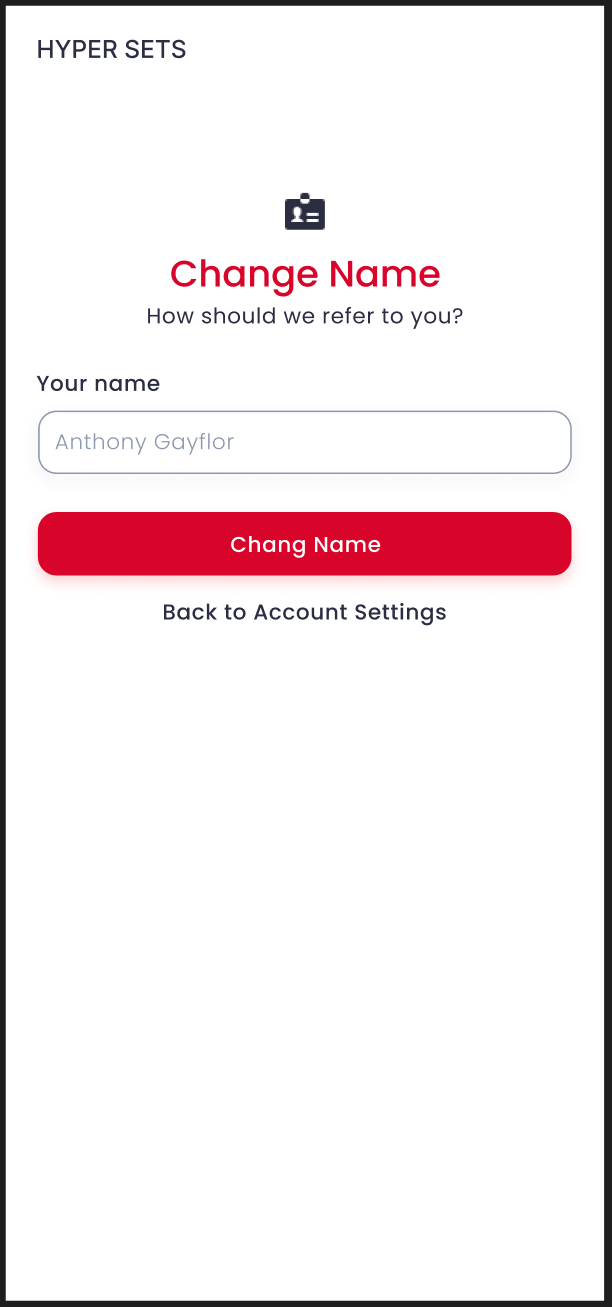 HYPER SETS
Change Name
How should we refer to you?
Your name
Anthony Gayflor
Chang Name
Back to Account Settings